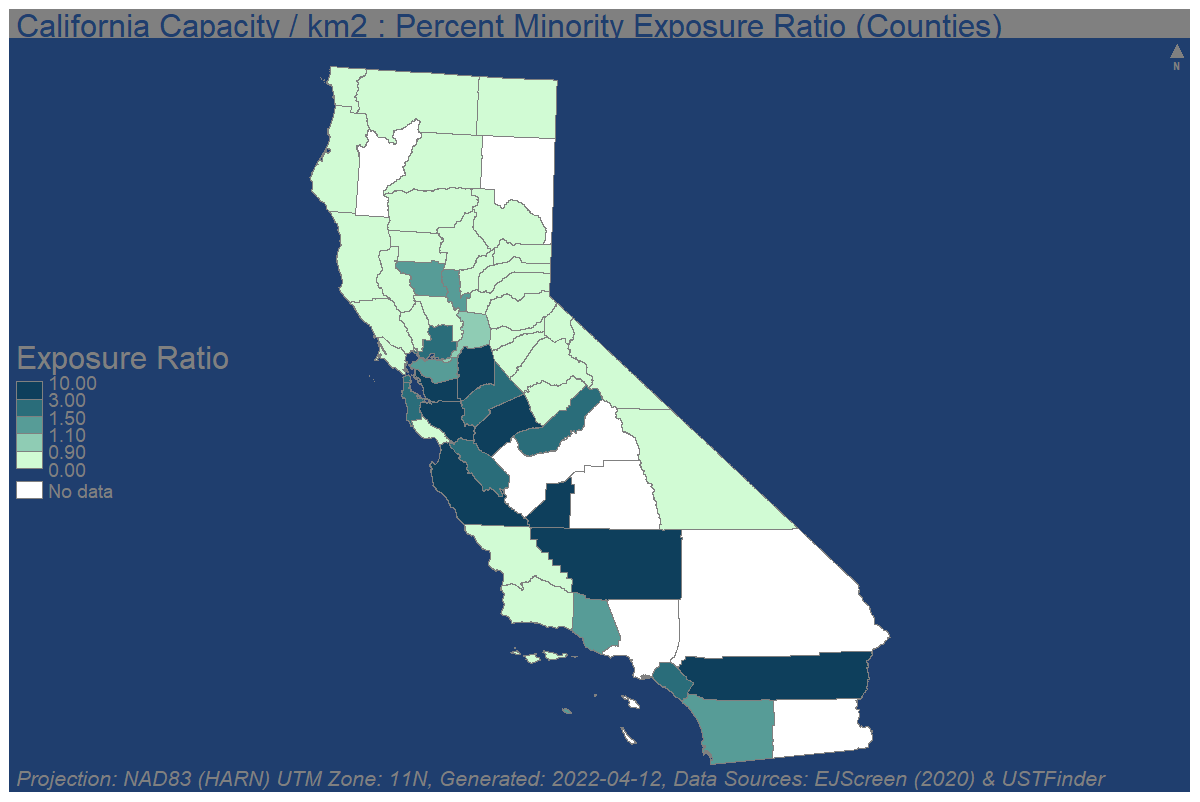 California Capacity / km2 : Percent Minority Exposure Ratio (Counties)
N
Exposure Ratio
10.00
3.00
1.50
1.10
0.90
0.00
No data
Projection: NAD83 (HARN) UTM Zone: 11N, Generated: 2022-04-12, Data Sources: EJScreen (2020) & USTFinder